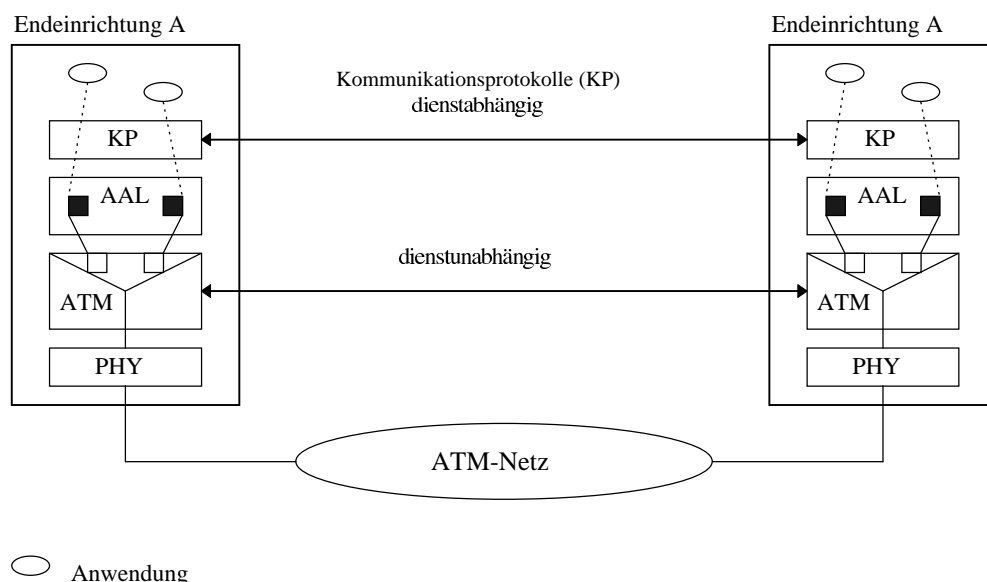 Endeinrichtung A
Endeinrichtung A
Kommunikationsprotokolle (KP)
dienstabhängig
KP
KP
AAL
AAL
dienstunabhängig
ATM
ATM
PHY
PHY
ATM-Netz
Anwendung